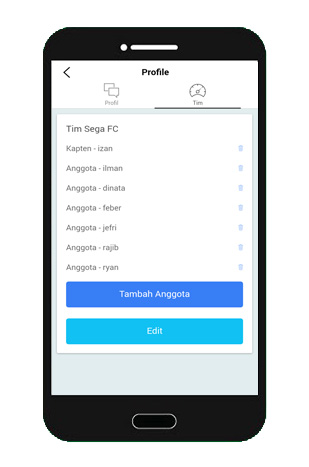 Profile
Profil
Tim
Tim Sega FC
Kapten - izan
Anggota - ilman
Anggota - dinata
Anggota - feber
Anggota - jefri
Anggota - rajib
Anggota - ryan
Tambah Anggota
Edit